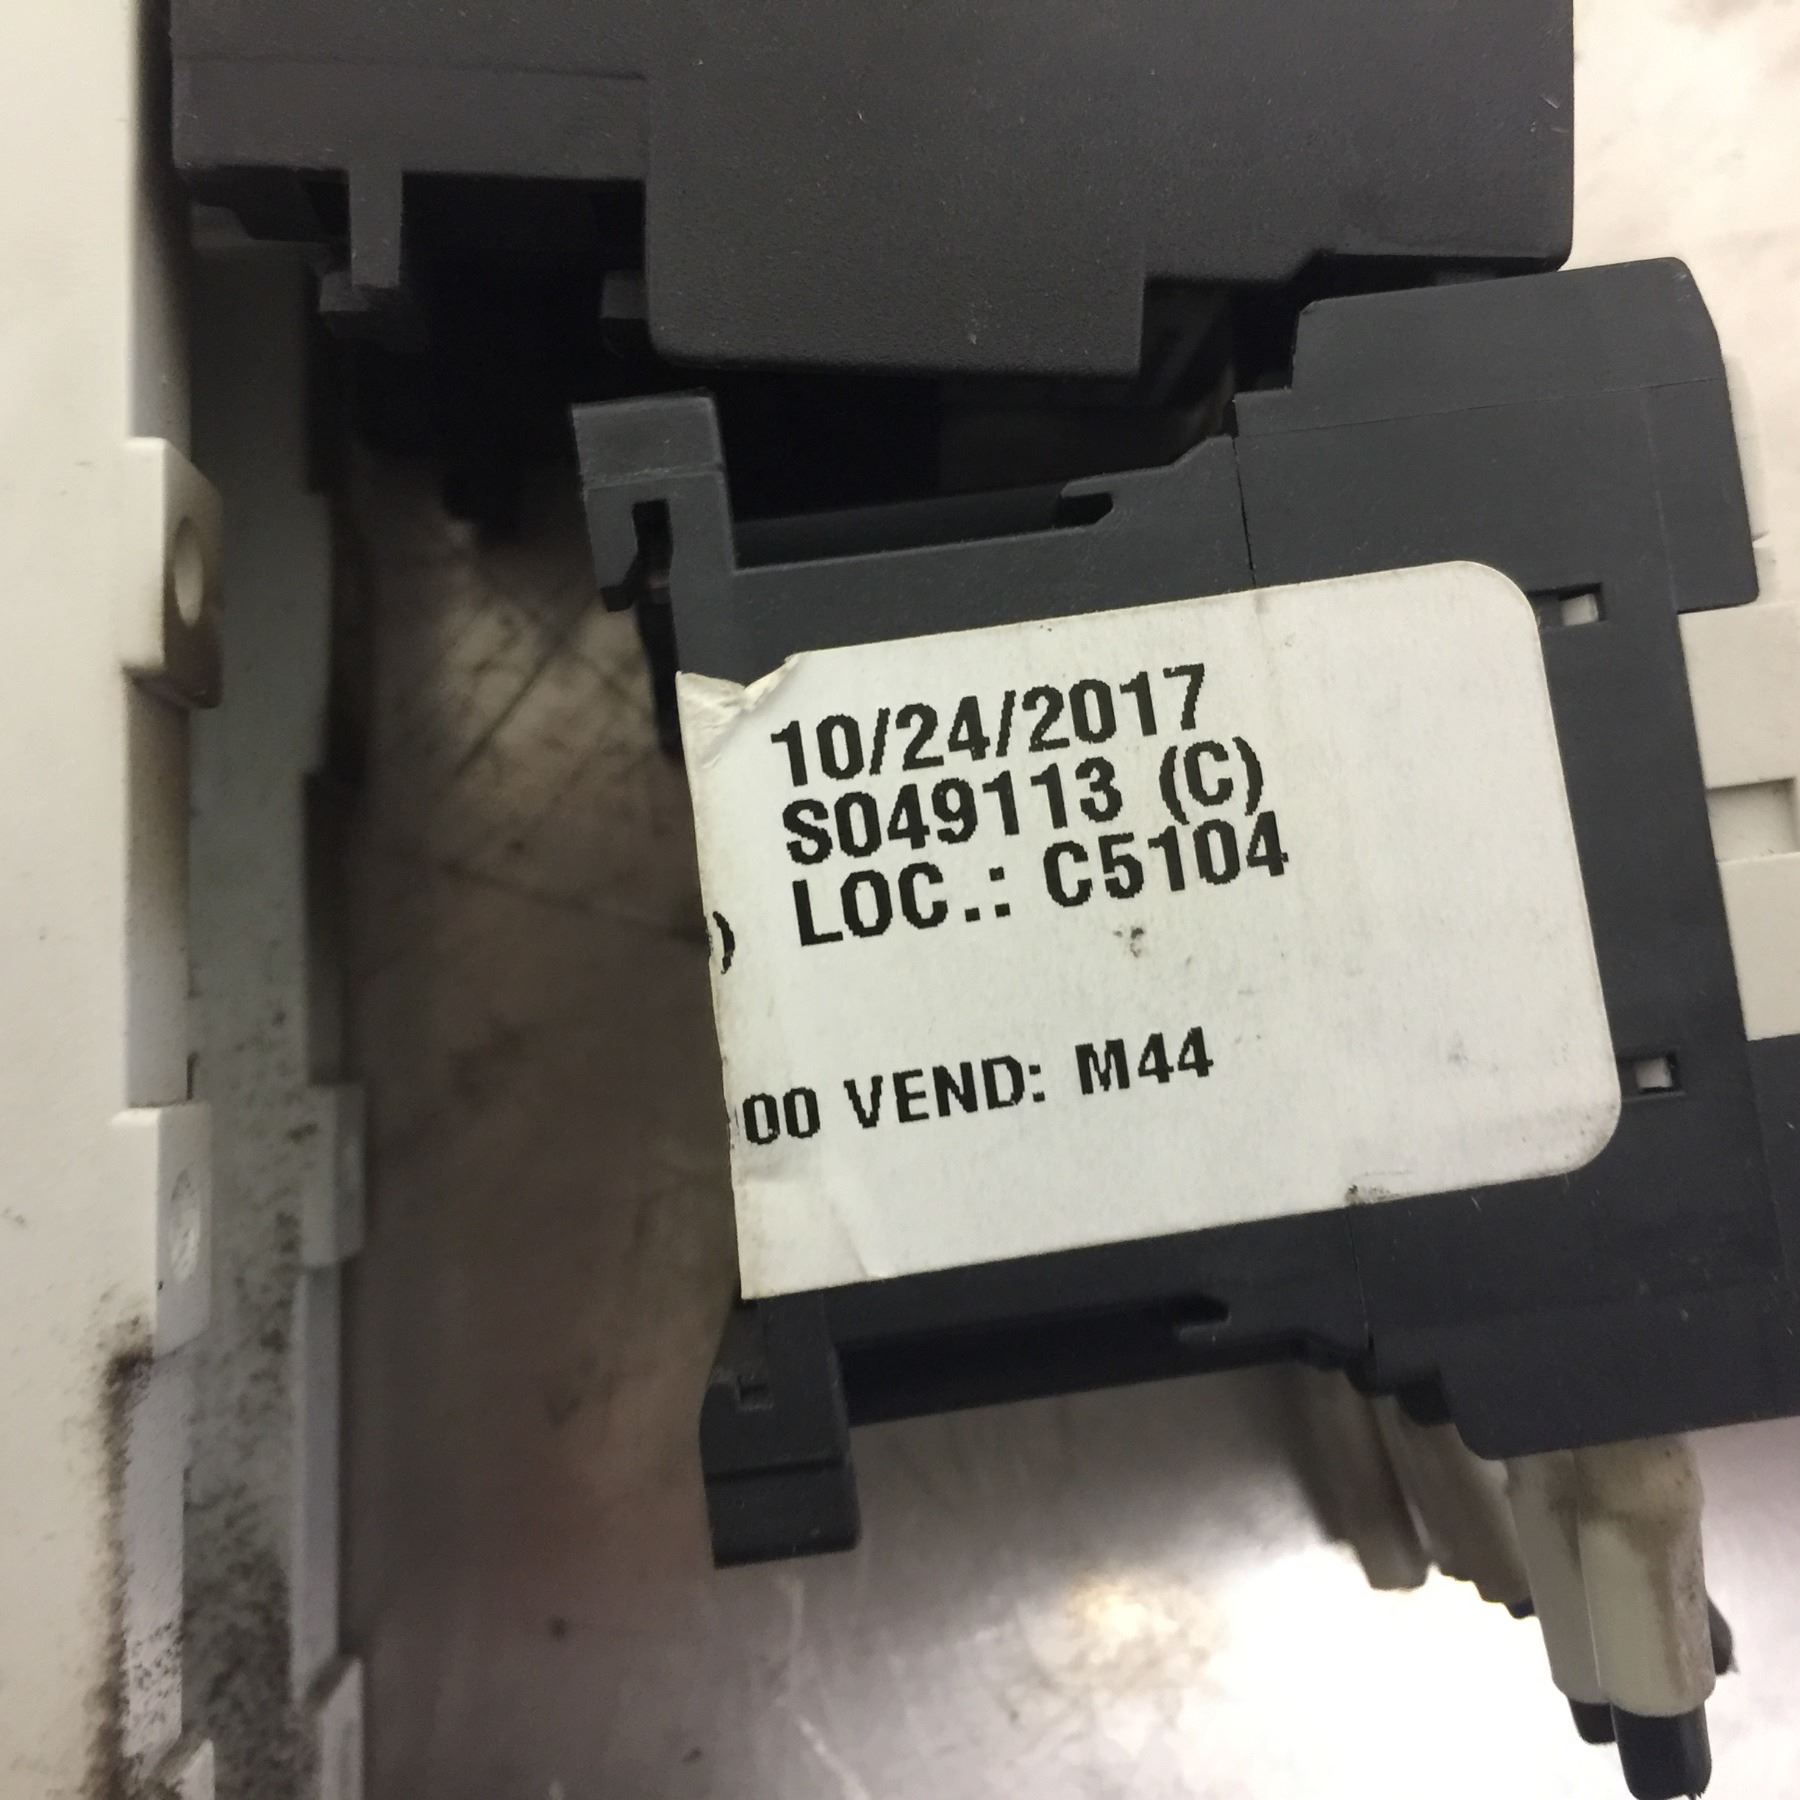 10/24/2017
S049113 (C)
) LOC.: C5104
00 VEND: M44